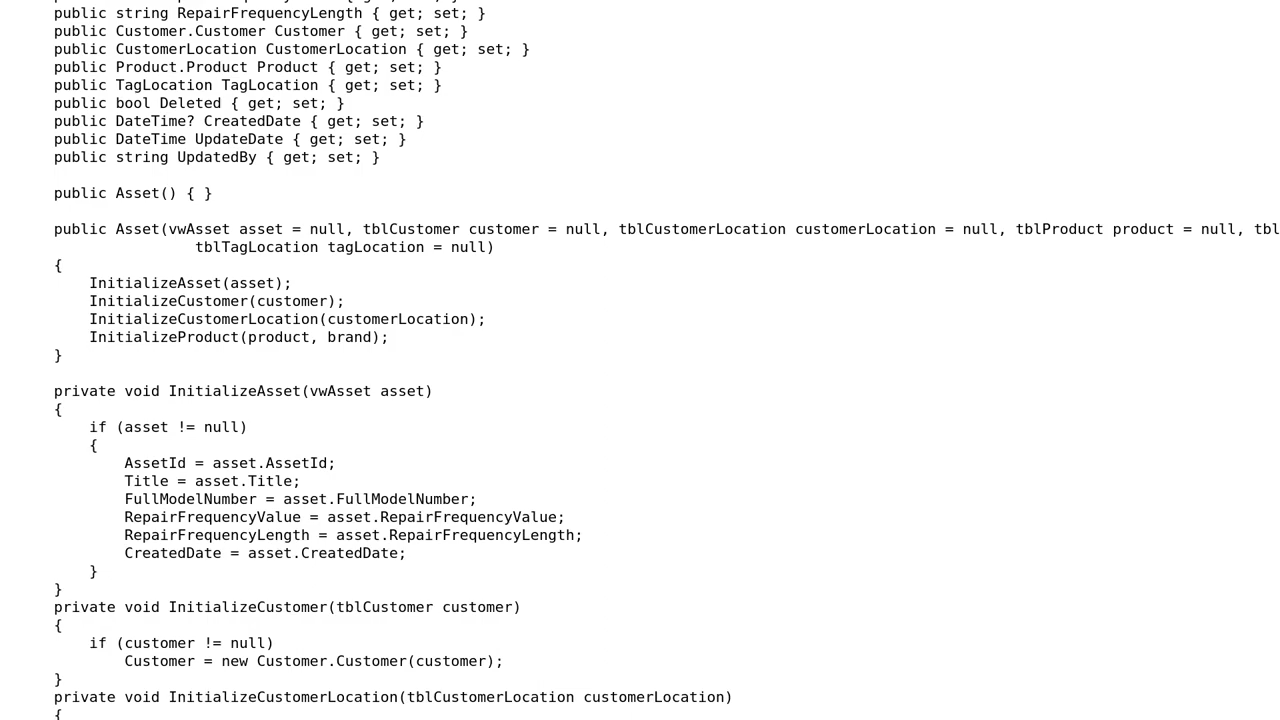 public string RepairFrequencyLength { get; set; }
public Customer.Customer Customer { get; set; }
public CustomerLocation CustomerLocation { get; set; }
public Product.Product Product { get; set; }
public TagLocation TagLocation { get; set; }
public bool Deleted { get; set; }
public DateTime? CreatedDate { get; set; }
public DateTime UpdateDate { get; set; }
public string UpdatedBy { get; set; }
public Asset() { }
public Asset(vwAsset asset = null, tblCustomer customer = null, tblCustomerLocation customerLocation = null, tblProduct product = null, tbl
tblTagLocation tagLocation = null)
{
InitializeAsset(asset);
InitializeCustomer(customer);
InitializeCustomerLocation(customerLocation);
InitializeProduct(product, brand);
}
private void InitializeAsset(vwAsset asset)
{
if (asset != null)
{
AssetId = asset.AssetId;
Title = asset.Title;
FullModelNumber = asset.FullModelNumber;
RepairFrequencyValue = asset.RepairFrequencyValue;
RepairFrequencyLength = asset.RepairFrequencyLength;
CreatedDate = asset.CreatedDate;
}
}
private void InitializeCustomer(tblCustomer customer)
{
if (customer != null)
Customer = new Customer.Customer(customer);
}
private void InitializeCustomerLocation(tblCustomerLocation customerLocation)
{